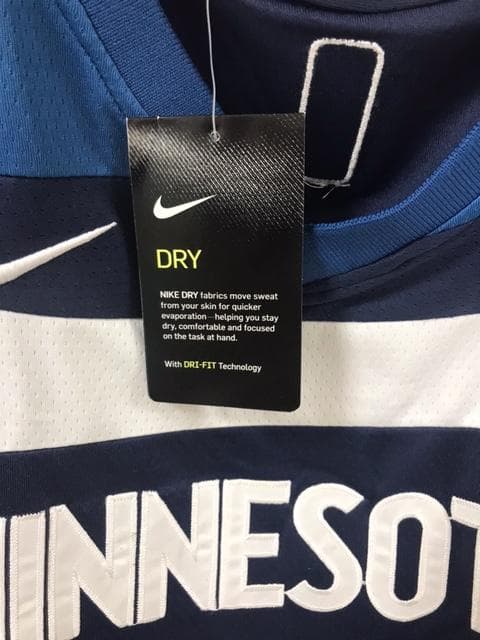 DRY
NIKE DRY fabrics move sweat
from your skin for quicker
evaporation—helping you stay
dry, comfortable and focused
on the task at hand.
With DRI-FIT Technology
INNESOT